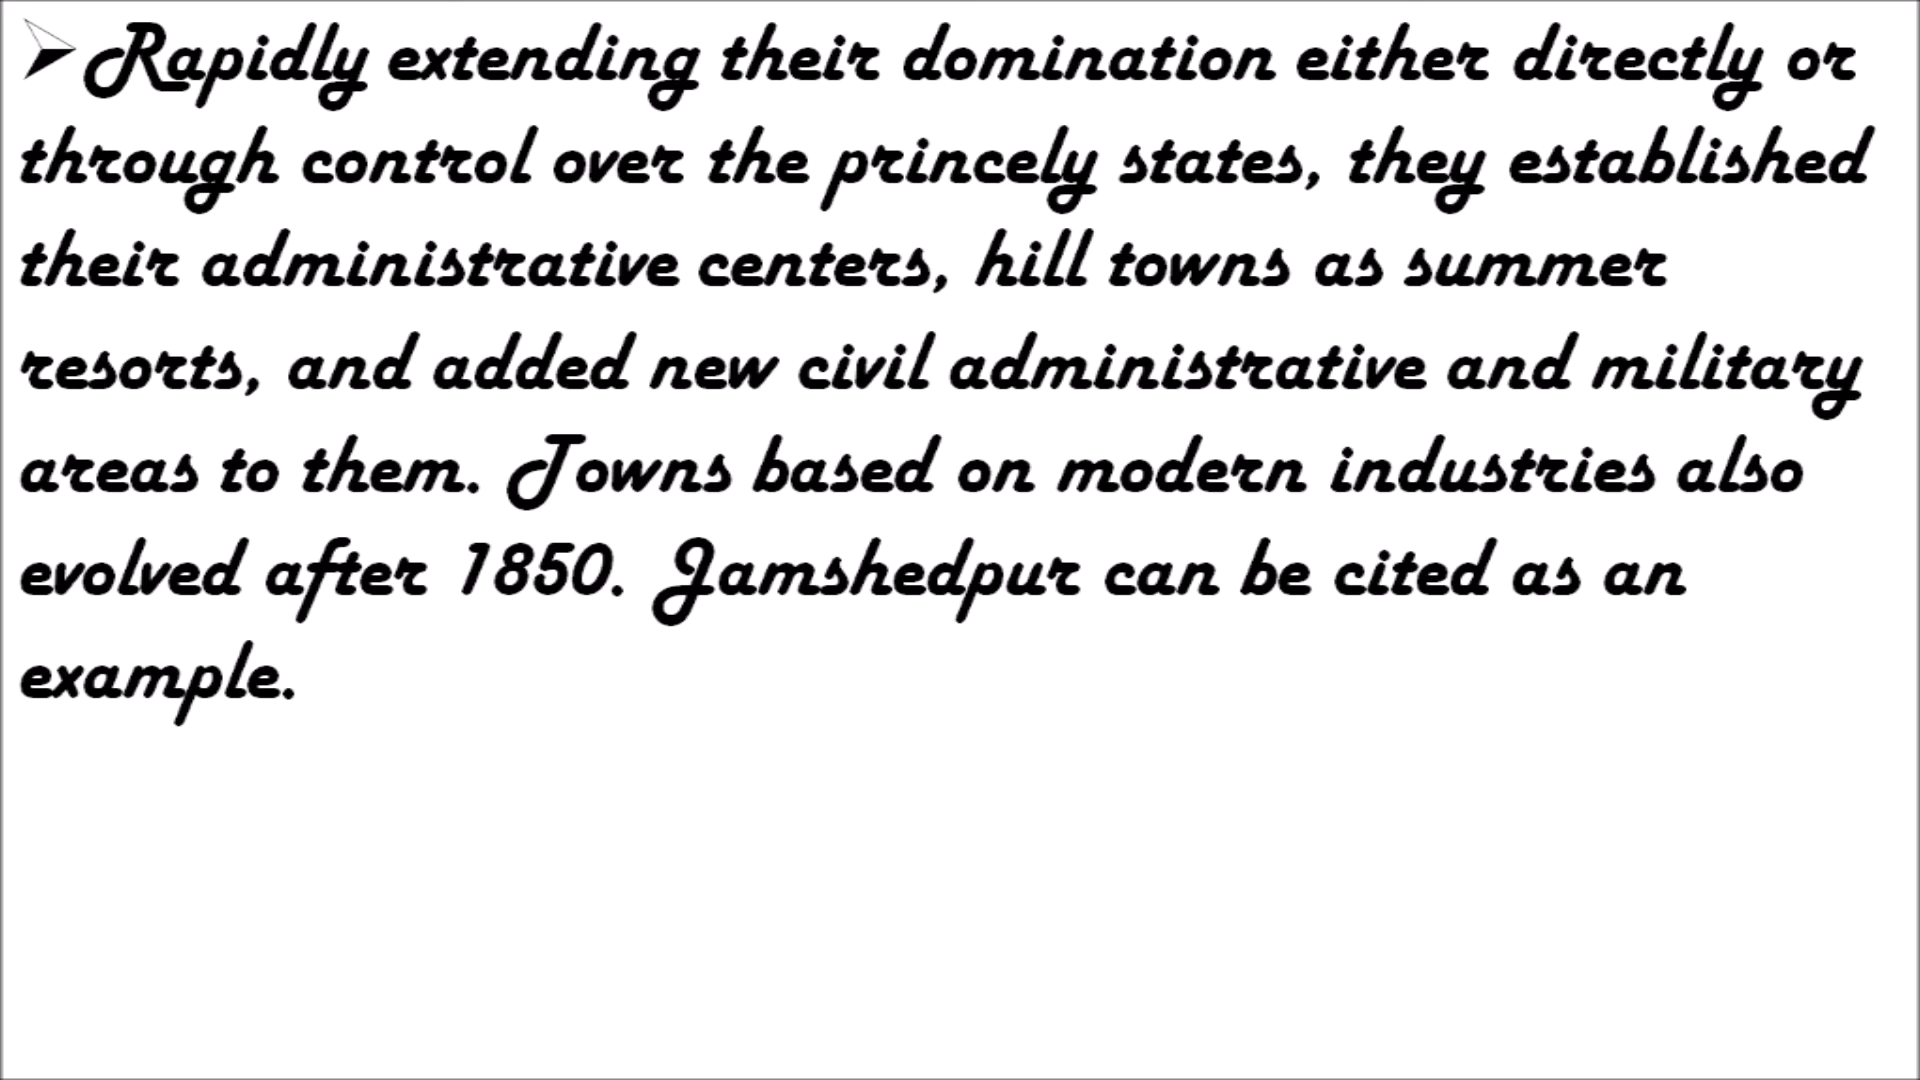 ➢Rapidly extending their domination either directly or
through control over the princely states, they established
their administrative centers, hill towns as summer
resorts, and added new civil administrative and military
areas to them. Towns based on modern industries also
evolved after 1850. Jamshedpur can be cited as an
example.